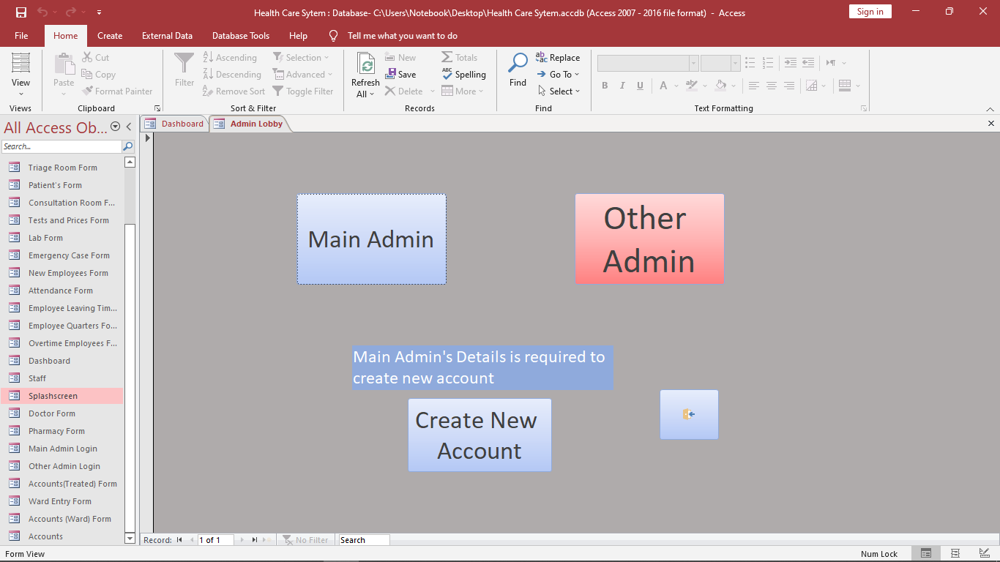 Health Care Sytem : Database- C:\Users\Notebook\Desktop\Health Care Sytem.accdb (Access 2007 - 2016 file format) - Access
Sign in
File Home Create External Data Database Tools Help Tell me what you want to do
View
Views
Paste
Cut
Copy
Format Painter
Clipboard
Filter
Ascending
Descending
Remove Sort
Selection
Advanced
Toggle Filter
Sort & Filter
Refresh
All
New
Save
Delete
Totals
Spelling
More
Records
Find
Replace
Go To
Select
Find
B I U A
Text Formatting
All Access Ob...
Search...
Dashboard
Admin Lobby
Triage Room Form
Patient's Form
Consultation Room F...
Tests and Prices Form
Lab Form
Emergency Case Form
New Employees Form
Attendance Form
Employee Leaving Tim...
Employee Quarters Fo...
Overtime Employees F...
Dashboard
Staff
Splashscreen
Doctor Form
Pharmacy Form
Main Admin Login
Other Admin Login
Accounts(Treated) Form
Ward Entry Form
Accounts (Ward) Form
Accounts
Main Admin
Other
Admin
Main Admin's Details is required to
create new account
Create New
Account
Record: 1 of 1 No Filter Search
Form View
Num Lock